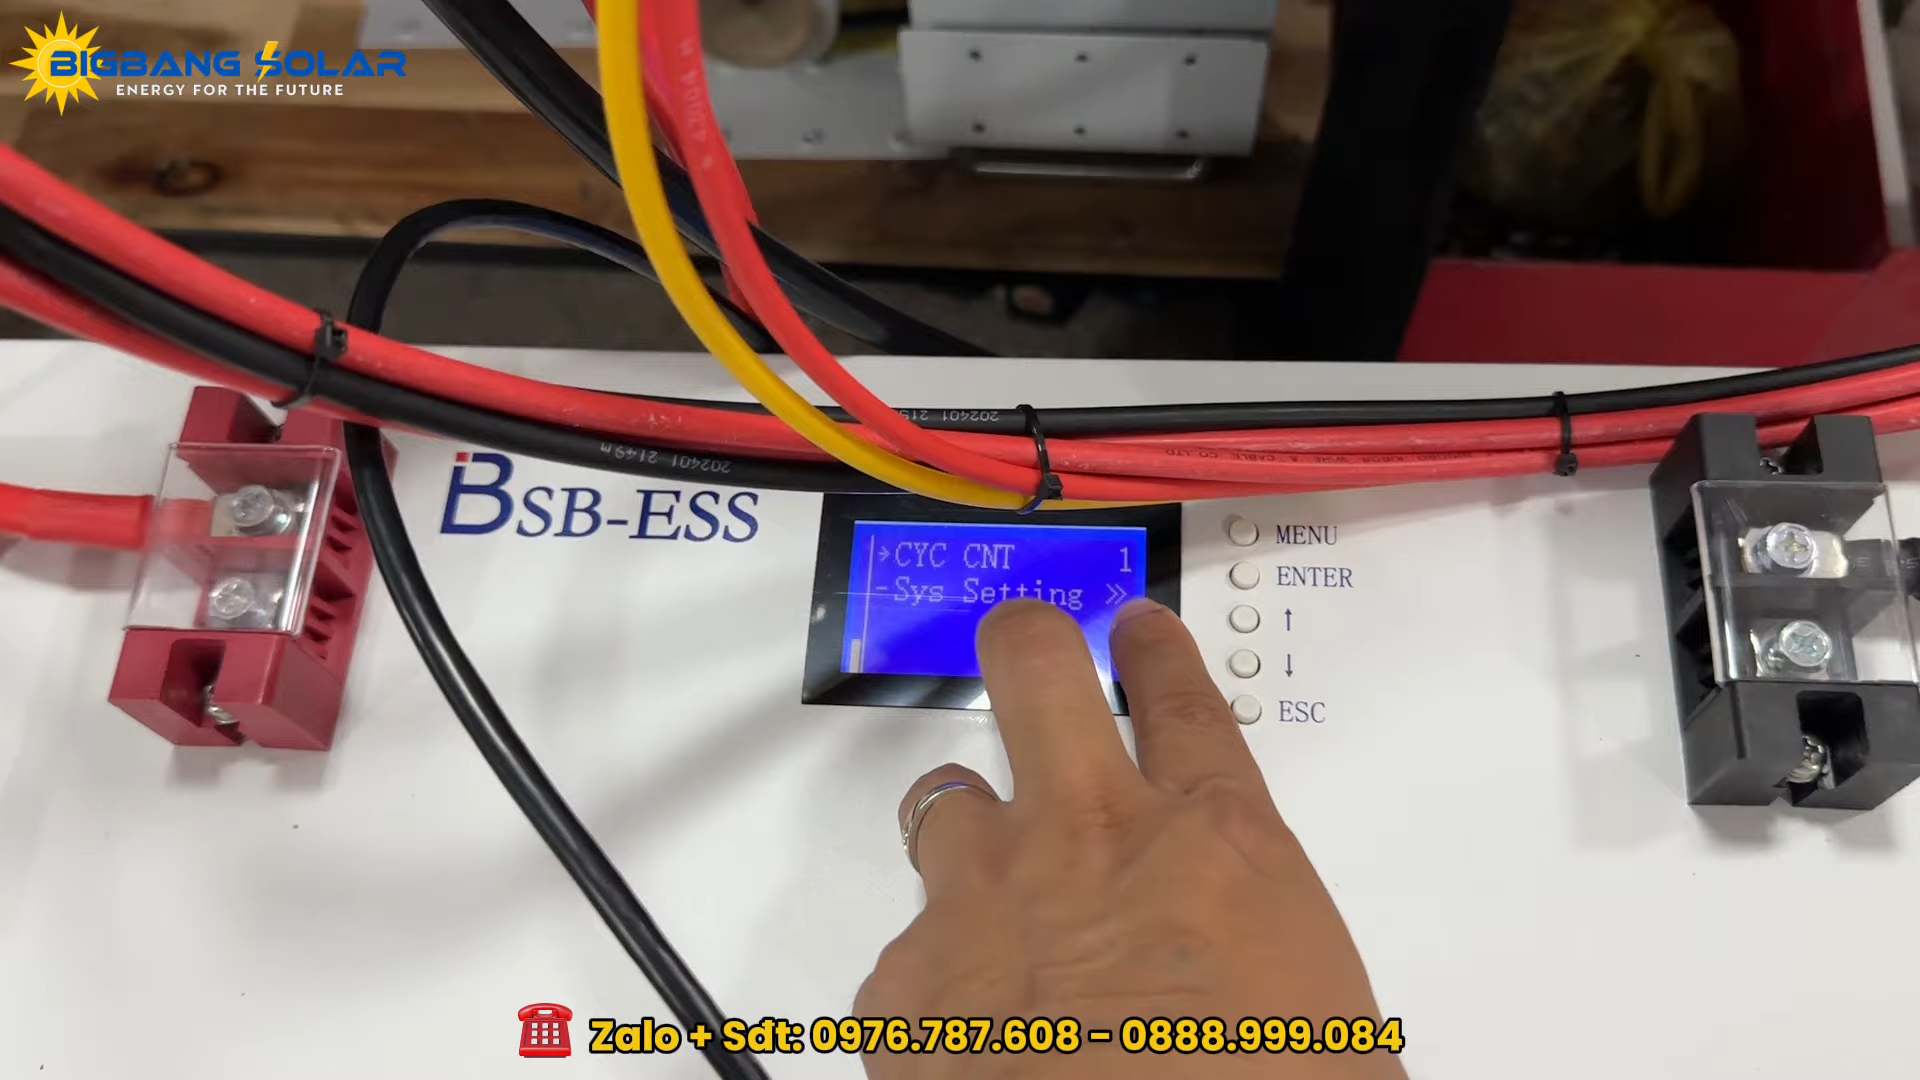 BIGBANG SOLAR
ENERGY FOR THE FUTURE
202401 2149m
BSB-ESS
→CYC CNT 1
-Sys Setting »
MENU
ENTER
↑
↓
ESC
Zalo + Sđt: 0976.787.608 - 0888.999.084